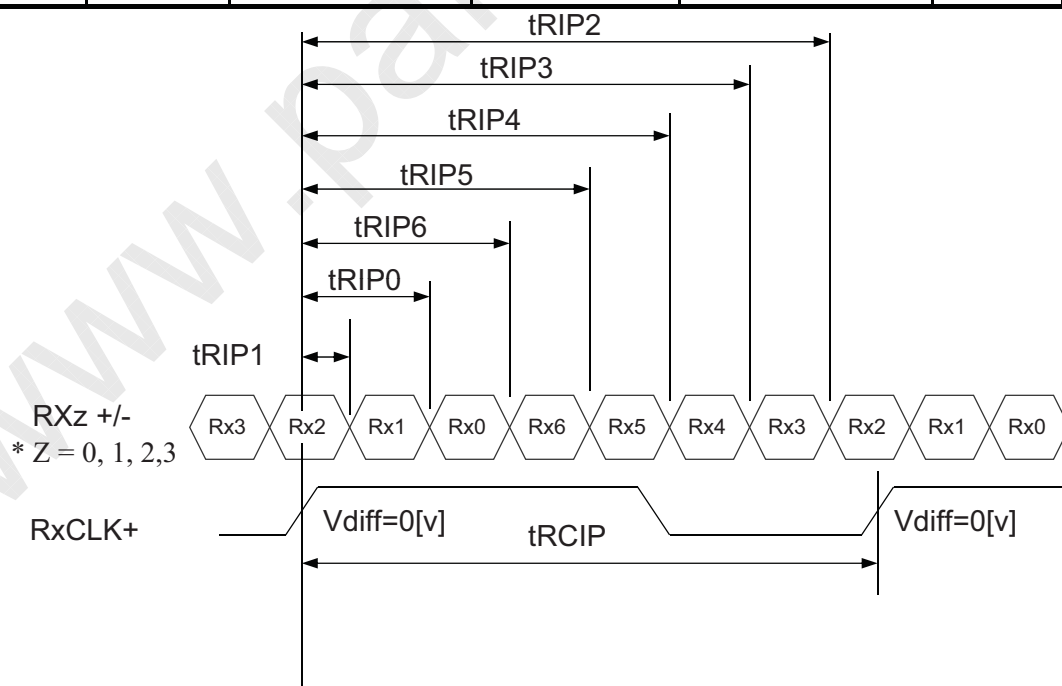 tRIP2
tRIP3
tRIP4
tRIP5
tRIP6
tRIP0
tRIP1
RXz +/-
* Z = 0, 1, 2,3
Rx3 Rx2 Rx1 Rx0 Rx6 Rx5 Rx4 Rx3 Rx2 Rx1 Rx0
RxCLK+
Vdiff=0[v] tRCIP Vdiff=0[v]